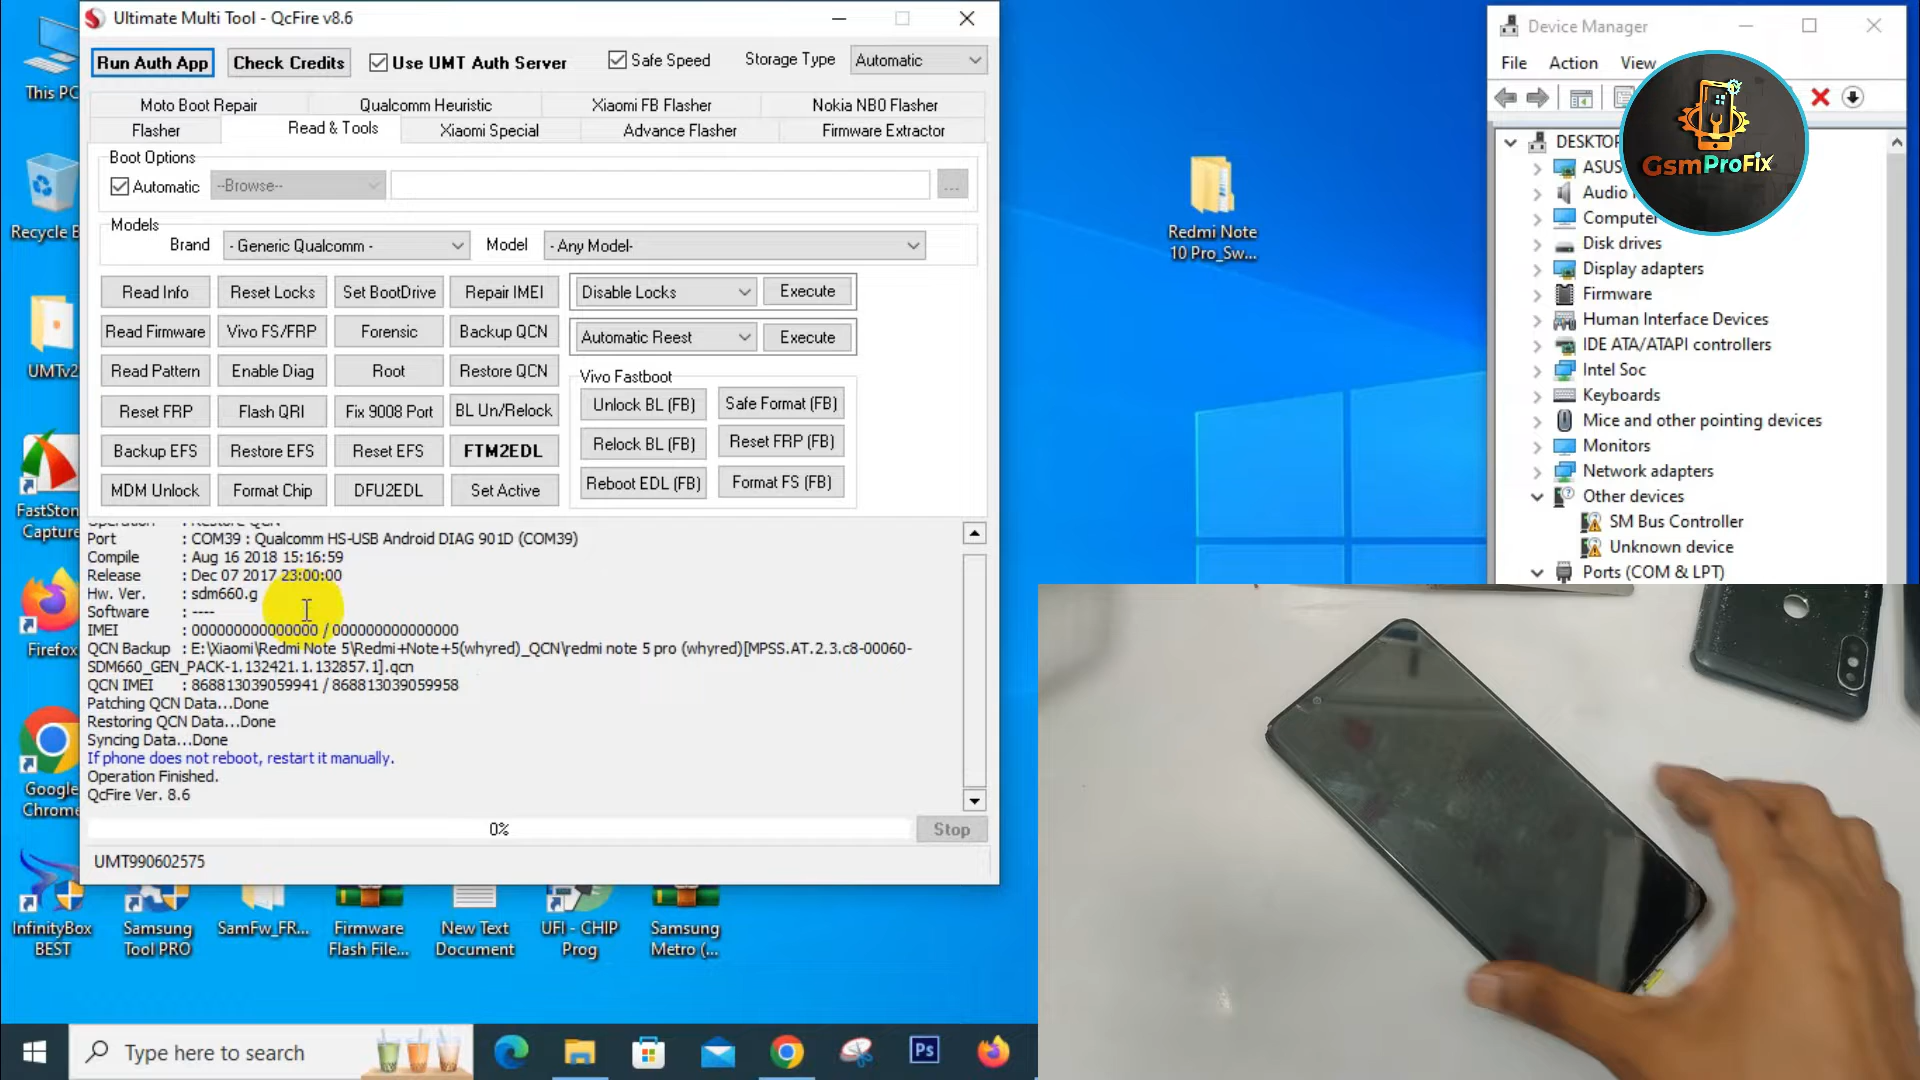 Ultimate Multi Tool - QcFire v8.6
Run Auth App
Check Credits
Use UMT Auth Server
Safe Speed
Storage Type
Automatic
Moto Boot Repair
Qualcomm Heuristic
Xiaomi FB Flasher
Nokia NB0 Flasher
Flasher
Read & Tools
Xiaomi Special
Advance Flasher
Firmware Extractor
Boot Options
Automatic
--Browse--
...
Models
Brand
- Generic Qualcomm -
Model
- Any Model-
Read Info
Reset Locks
Set BootDrive
Repair IMEI
Disable Locks
Execute
Read Firmware
Vivo FS/FRP
Forensic
Backup QCN
Automatic Reest
Execute
Read Pattern
Enable Diag
Root
Restore QCN
Vivo Fastboot
Reset FRP
Flash QRI
Fix 9008 Port
BL Un/Relock
Unlock BL (FB)
Safe Format (FB)
Backup EFS
Restore EFS
Reset EFS
FTM2EDL
Relock BL (FB)
Reset FRP (FB)
MDM Unlock
Format Chip
DFU2EDL
Set Active
Reboot EDL (FB)
Format FS (FB)
Operation : Restore QCN
Port : COM39 : Qualcomm HS-USB Android DIAG 901D (COM39)
Compile : Aug 16 2018 15:16:59
Release : Dec 07 2017 23:00:00
Hw. Ver. : sdm660.g
Software : ----
IMEI : 000000000000000 / 000000000000000
QCN Backup : E:\Xiaomi\Redmi Note 5\Redmi+Note+5(whyred)_QCN\redmi note 5 pro (whyred)[MPSS.AT.2.3.c8-00060-
SDM660_GEN_PACK-1.132421.1.132857.1].qcn
QCN IMEI : 868813039059941 / 868813039059958
Patching QCN Data...Done
Restoring QCN Data...Done
Syncing Data...Done
If phone does not reboot, restart it manually.
Operation Finished.
QcFire Ver. 8.6
0%
Stop
UMT990602575
This PC
Recycle B
UMTv2
FastSton
Capture
Firefox
Google
Chrome
InfinityBox
BEST
Samsung
Tool PRO
SamFw_FR...
Firmware
Flash File...
New Text
Document
UFI - CHIP
Prog
Samsung
Metro (...
Redmi Note
10 Pro_Sw...
Device Manager
File
Action
View
GsmProFix
DESKTOP
ASUS
Audio
Computer
Disk drives
Display adapters
Firmware
Human Interface Devices
IDE ATA/ATAPI controllers
Intel Soc
Keyboards
Mice and other pointing devices
Monitors
Network adapters
Other devices
SM Bus Controller
Unknown device
Ports (COM & LPT)
Type here to search
Ps